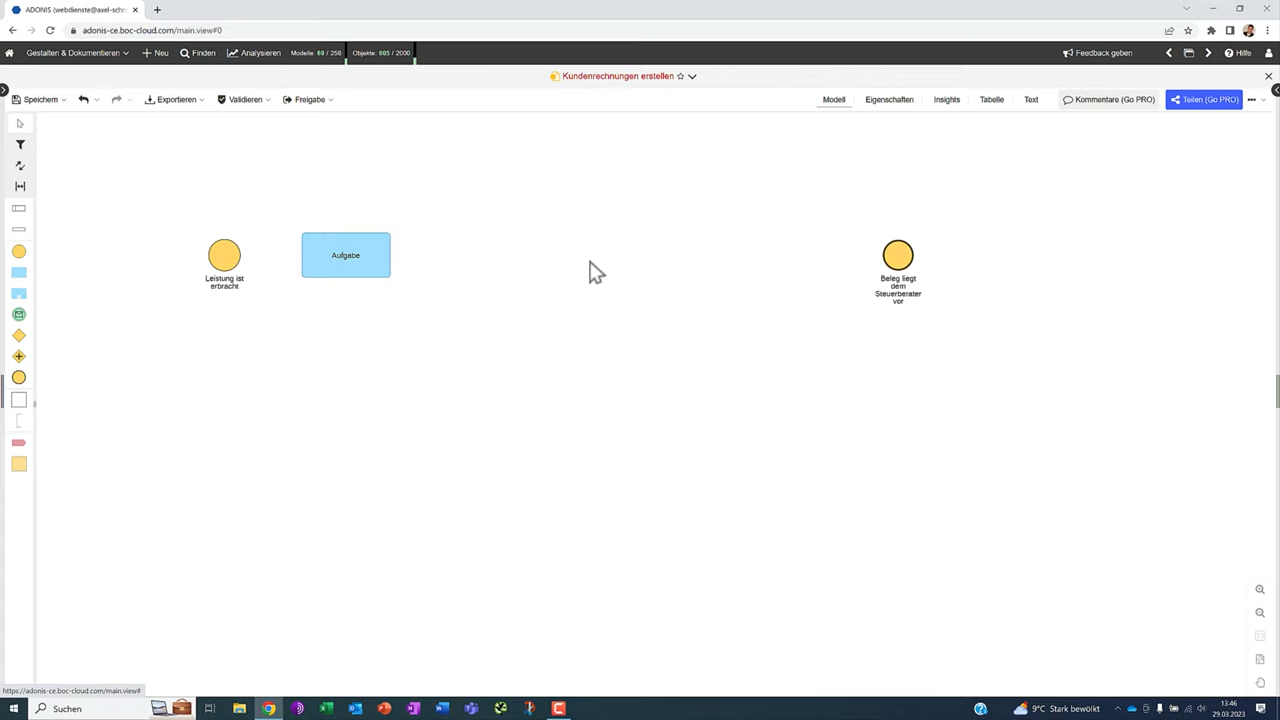 ADONIS (webdienste@axel-schr
adonis-ce.boc-cloud.com/main.view#0
Gestalten & Dokumentieren
Neu
Finden
Analysieren
Modelle: 69 / 256
Objekte: 605 / 2000
Feedback geben
Hilfe
Kundenrechnungen erstellen
Speichern
Exportieren
Validieren
Freigabe
Modell
Eigenschaften
Insights
Tabelle
Text
Kommentare (Go PRO)
Teilen (Go PRO)
Leistung ist
erbracht
Aufgabe
Beleg liegt
dem
Steuerberater
vor
https://adonis-ce.boc-cloud.com/main.view#
Suchen
9°C Stark bewölkt
13:46
29.03.2023